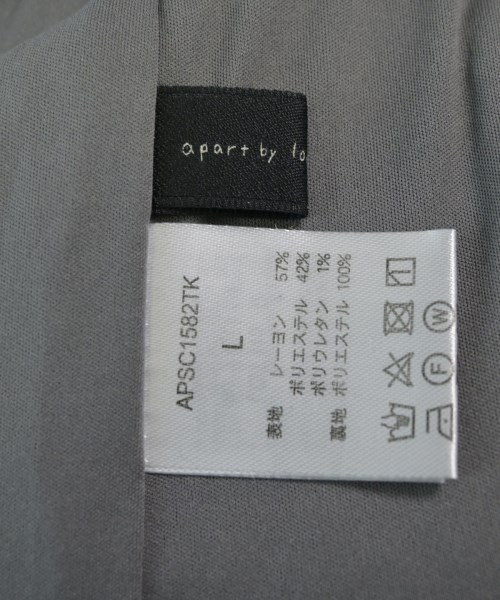 apart by lo
APSC1582TK
L
表地 レーヨン 57%
ポリエステル 42%
ポリウレタン 1%
裏地 ポリエステル 100%
W
F